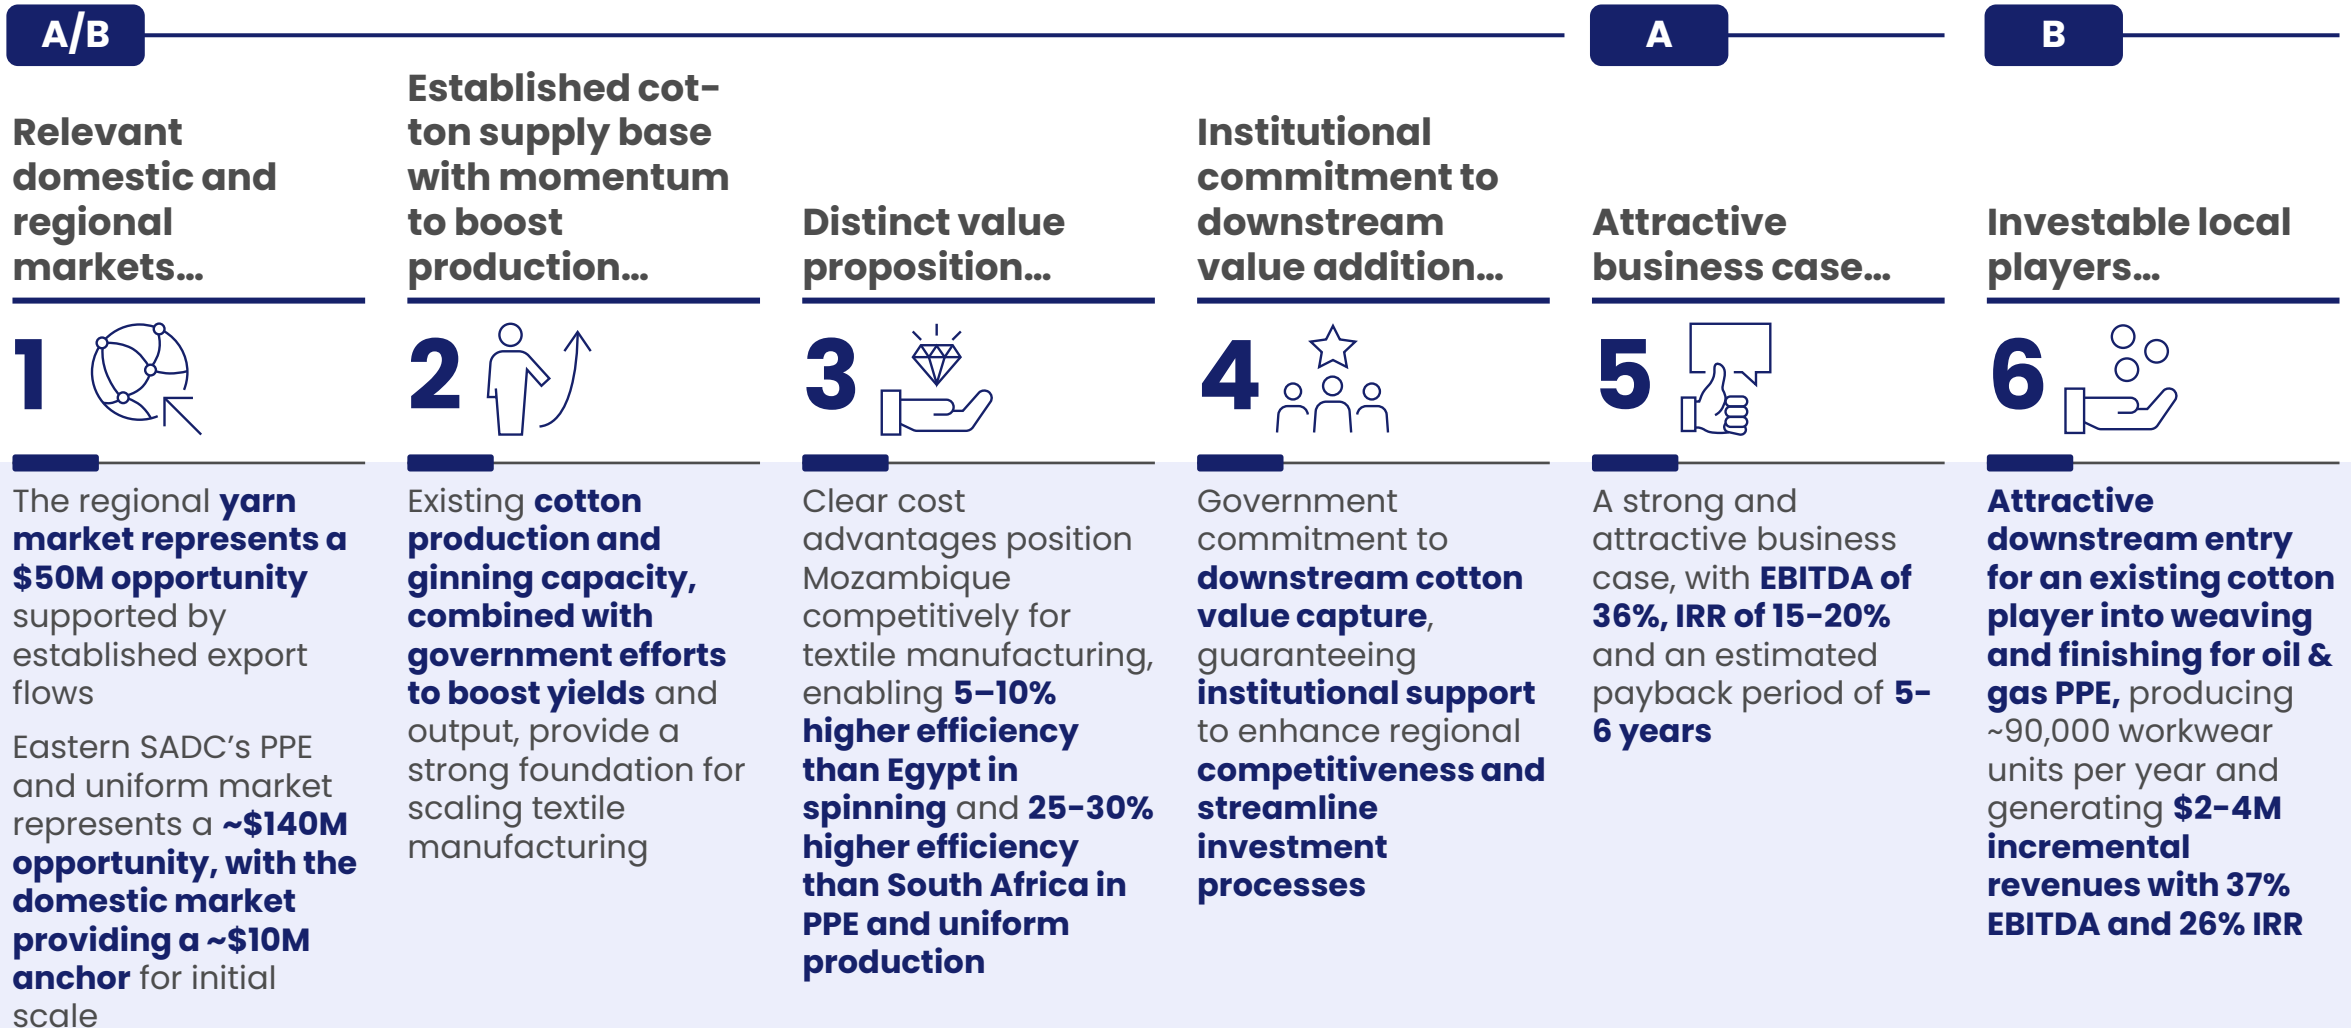 A/B
Relevant
domestic and
regional
markets...
1
The regional yarn
market represents a
$50M opportunity
supported by
established export
flows
Eastern SADC’s PPE
and uniform market
represents a ~$140M
opportunity, with the
domestic market
providing a ~$10M
anchor for initial
scale
Established cot-
ton supply base
with momentum
to boost
production...
2
Existing cotton
production and
ginning capacity,
combined with
government efforts
to boost yields and
output, provide a
strong foundation for
scaling textile
manufacturing
Distinct value
proposition...
3
Clear cost
advantages position
Mozambique
competitively for
textile manufacturing,
enabling 5–10%
higher efficiency
than Egypt in
spinning and 25-30%
higher efficiency
than South Africa in
PPE and uniform
production
Institutional
commitment to
downstream
value addition...
4
Government
commitment to
downstream cotton
value capture,
guaranteeing
institutional support
to enhance regional
competitiveness and
streamline
investment
processes
A
Attractive
business case...
5
A strong and
attractive business
case, with EBITDA of
36%, IRR of 15-20%
and an estimated
payback period of 5-
6 years
B
Investable local
players...
6
Attractive
downstream entry
for an existing cotton
player into weaving
and finishing for oil &
gas PPE, producing
~90,000 workwear
units per year and
generating $2-4M
incremental
revenues with 37%
EBITDA and 26% IRR